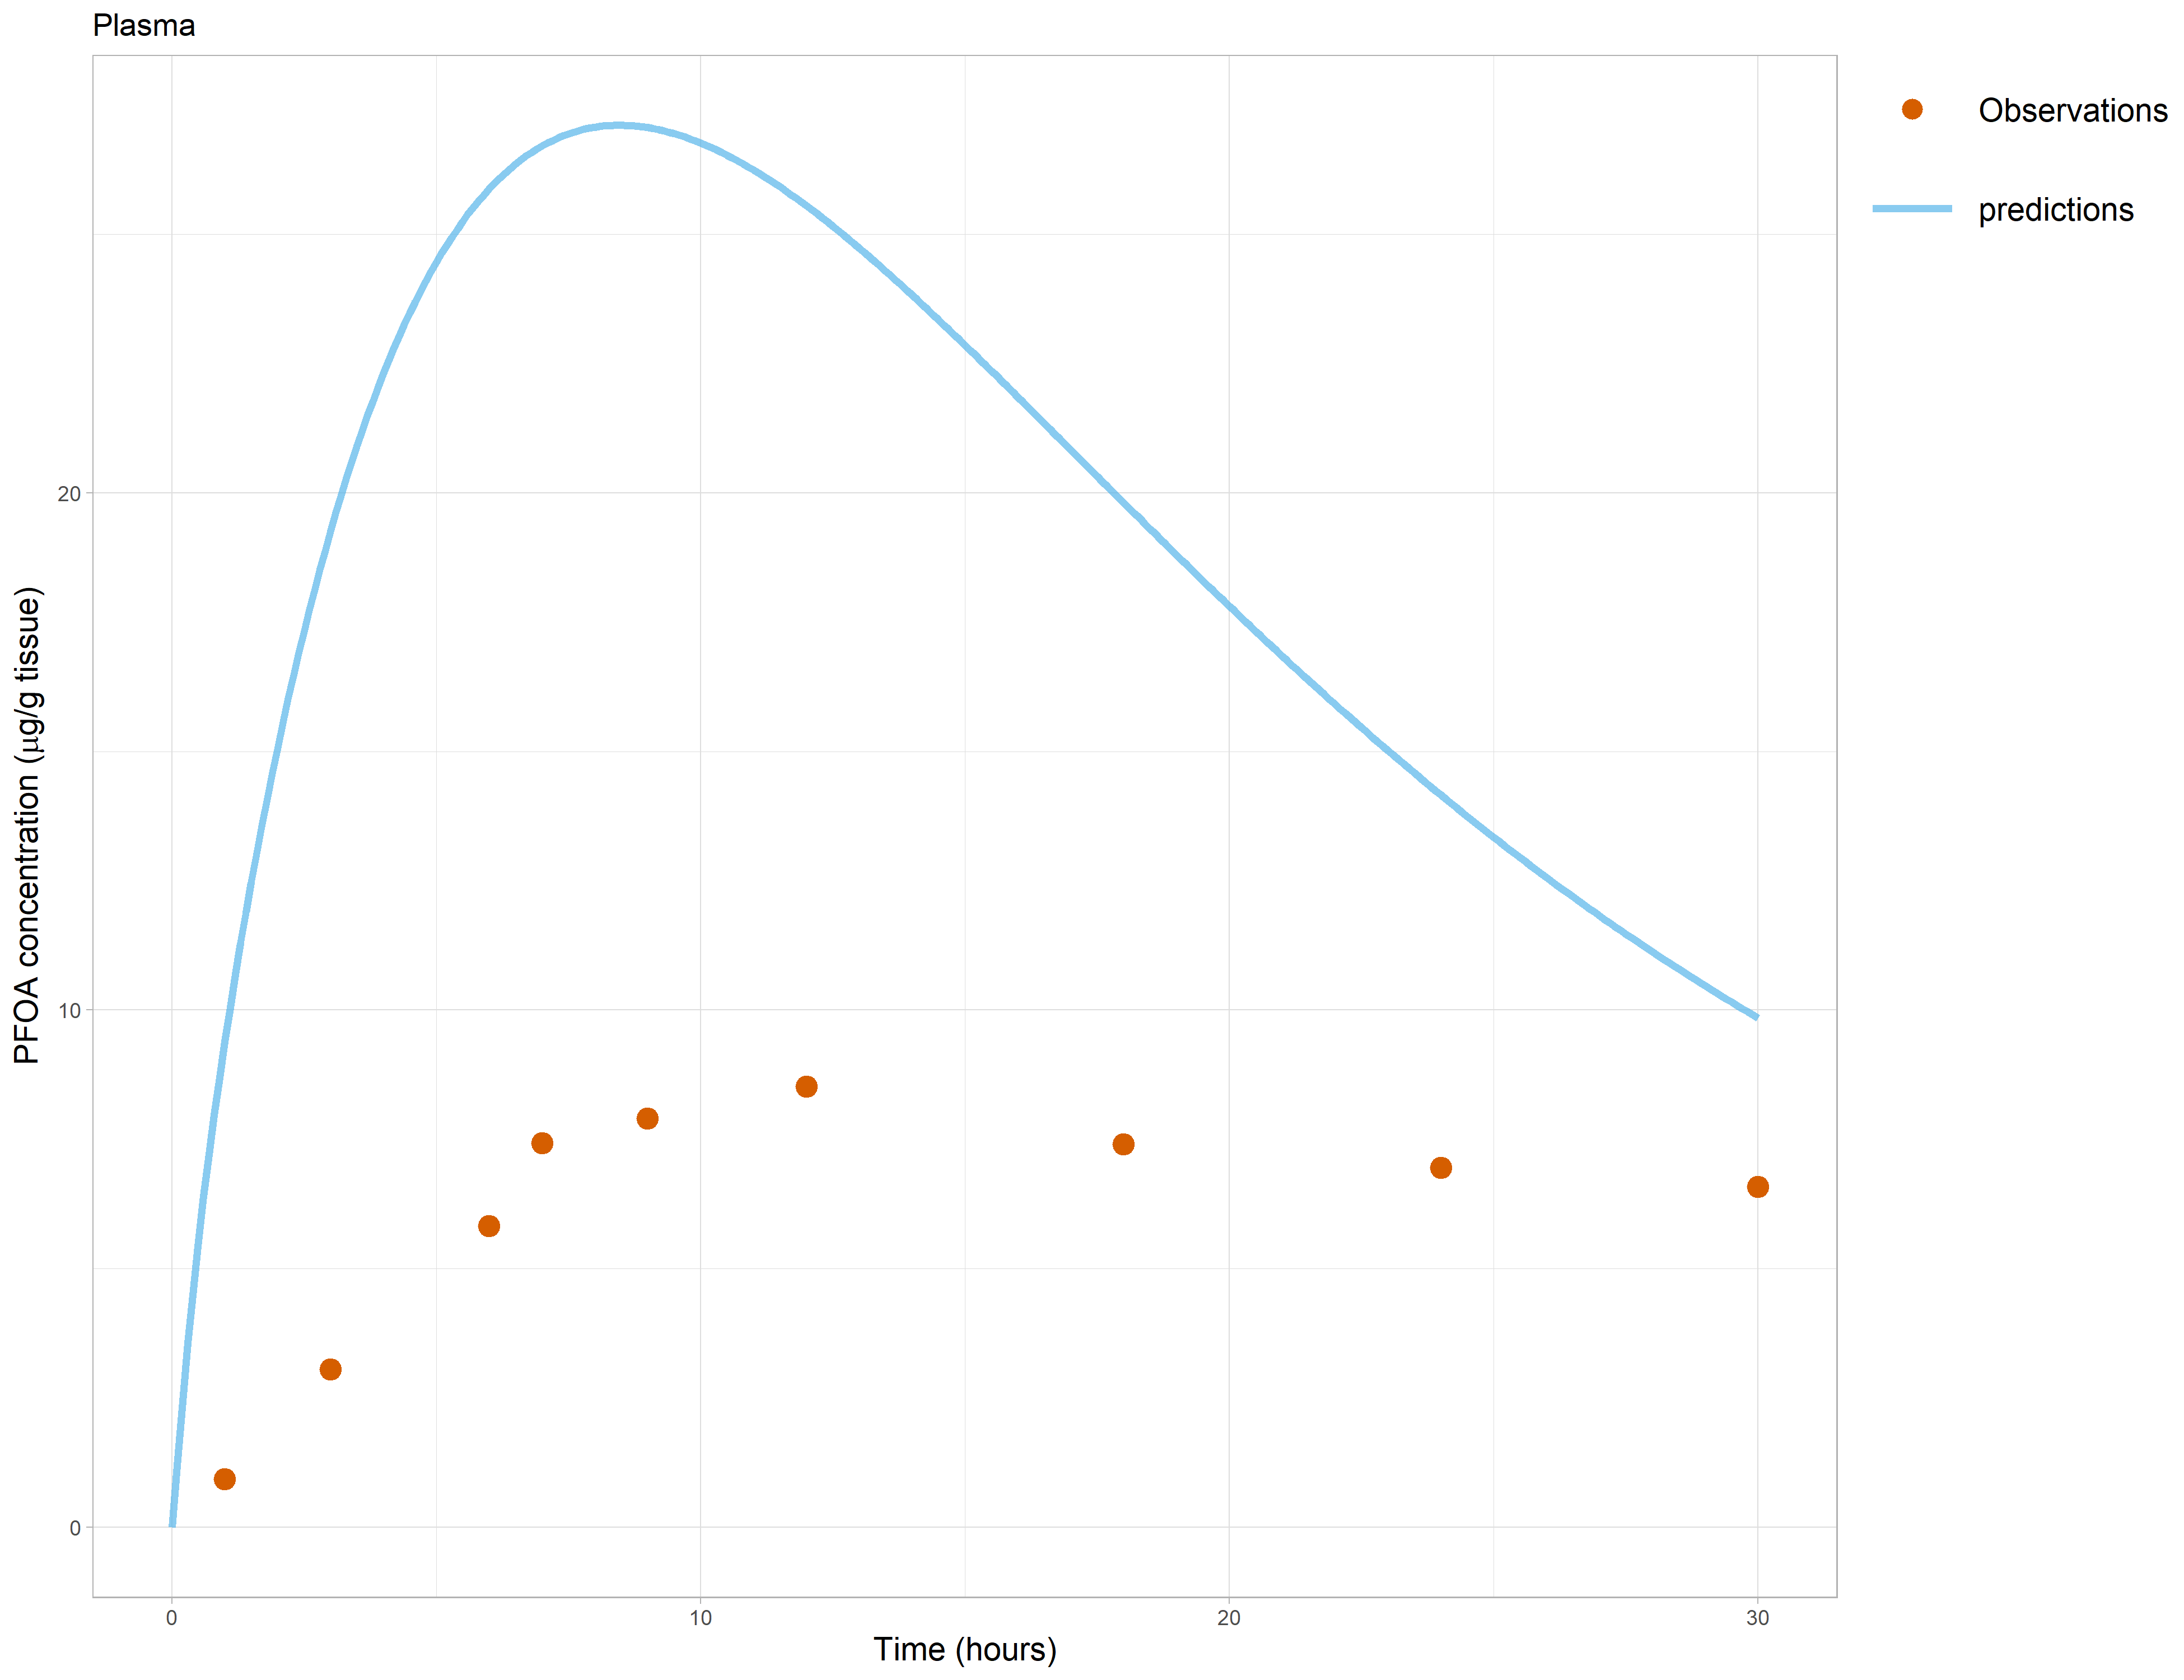 Plasma
Observations
predictions
PFOA concentration (μg/g tissue)
20
10
0
0 10 20 30
Time (hours)